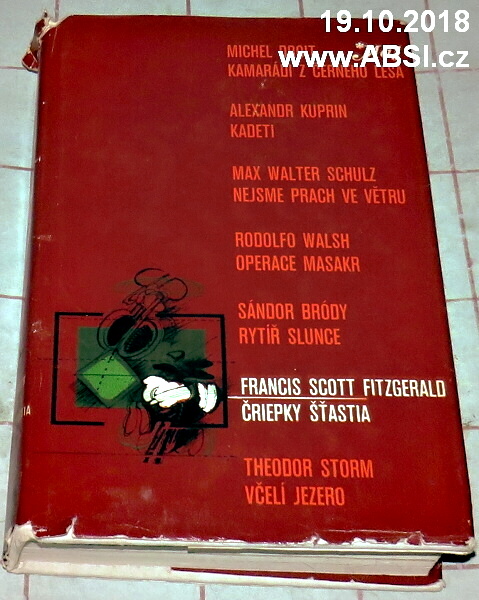 19.10.2018
www.ABSI.cz
MICHEL DROIT
KAMARÁDI Z ČERNÉHO LESA
ALEXANDR KUPRIN
KADETI
MAX WALTER SCHULZ
NEJSME PRACH VE VĚTRU
RODOLFO WALSH
OPERACE MASAKR
SÁNDOR BRÓDY
RYTÍŘ SLUNCE
FRANCIS SCOTT FITZGERALD
ČRIEPKY ŠŤASTIA
THEODOR STORM
VČELÍ JEZERO